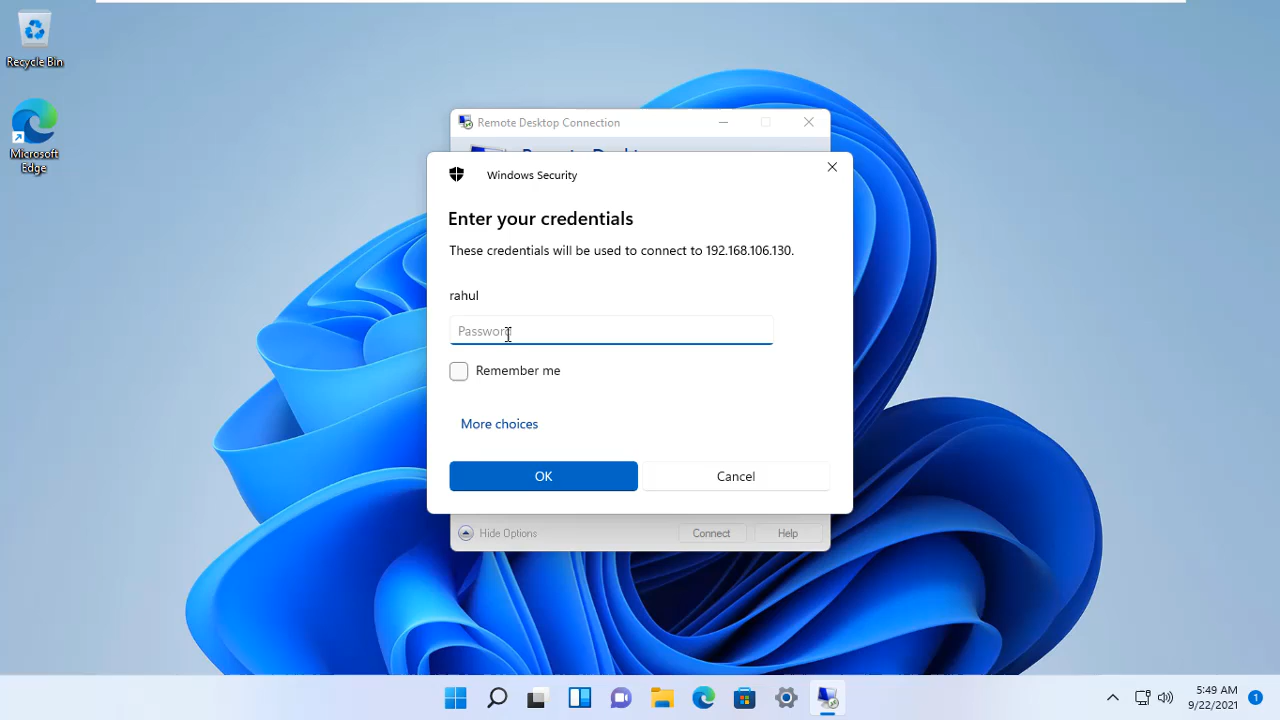 Recycle Bin
Microsoft
Edge
Remote Desktop Connection
Windows Security
Enter your credentials
These credentials will be used to connect to 192.168.106.130.
rahul
Password
Remember me
More choices
OK
Cancel
Hide Options
Connect
Help
5:49 AM
9/22/2021
1